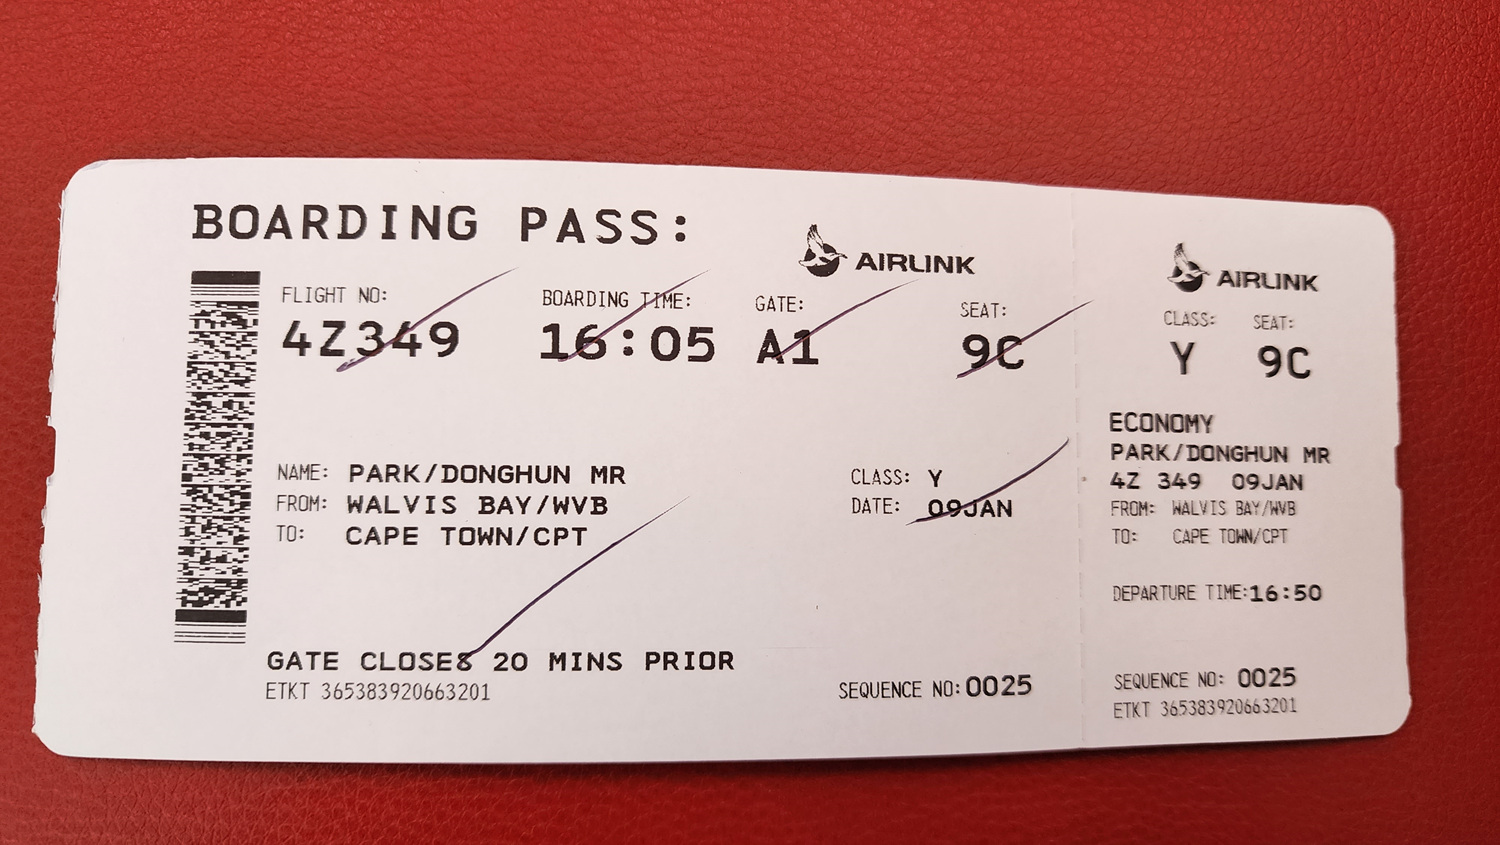 BOARDING PASS:
AIRLINK
FLIGHT NO: BOARDING TIME: GATE: SEAT:
4Z349 16:05 A1 9C
NAME: PARK/DONGHUN MR
FROM: WALVIS BAY/WVB
TO: CAPE TOWN/CPT
CLASS: Y
DATE: 09JAN
GATE CLOSES 20 MINS PRIOR
ETKT 365383920663201
SEQUENCE NO: 0025
AIRLINK
CLASS: SEAT:
Y 9C
ECONOMY
PARK/DONGHUN MR
4Z 349 09JAN
FROM: WALVIS BAY/WVB
TO: CAPE TOWN/CPT
DEPARTURE TIME:16:50
SEQUENCE NO: 0025
ETKT 365383920663201